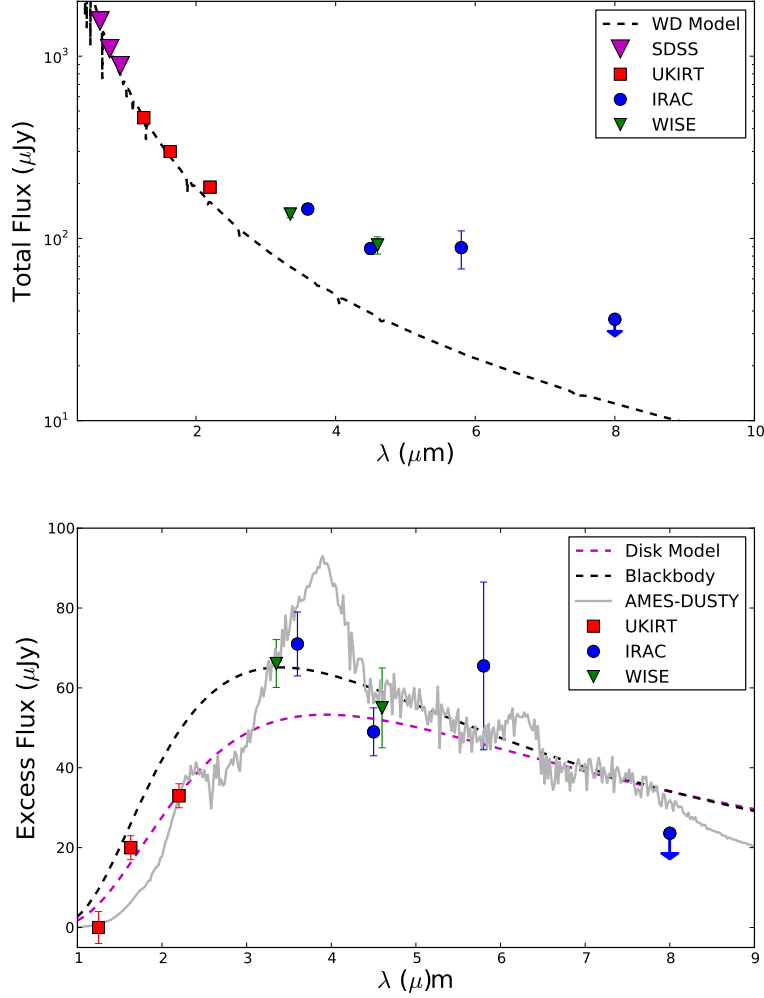 10³
10²
10¹
Total Flux (μJy)
WD Model
SDSS
UKIRT
IRAC
WISE
2 4 6 8 10
λ (μm)
100
80
60
40
20
0
Excess Flux (μJy)
Disk Model
Blackbody
AMES-DUSTY
UKIRT
IRAC
WISE
1 2 3 4 5 6 7 8 9
λ (μ)m